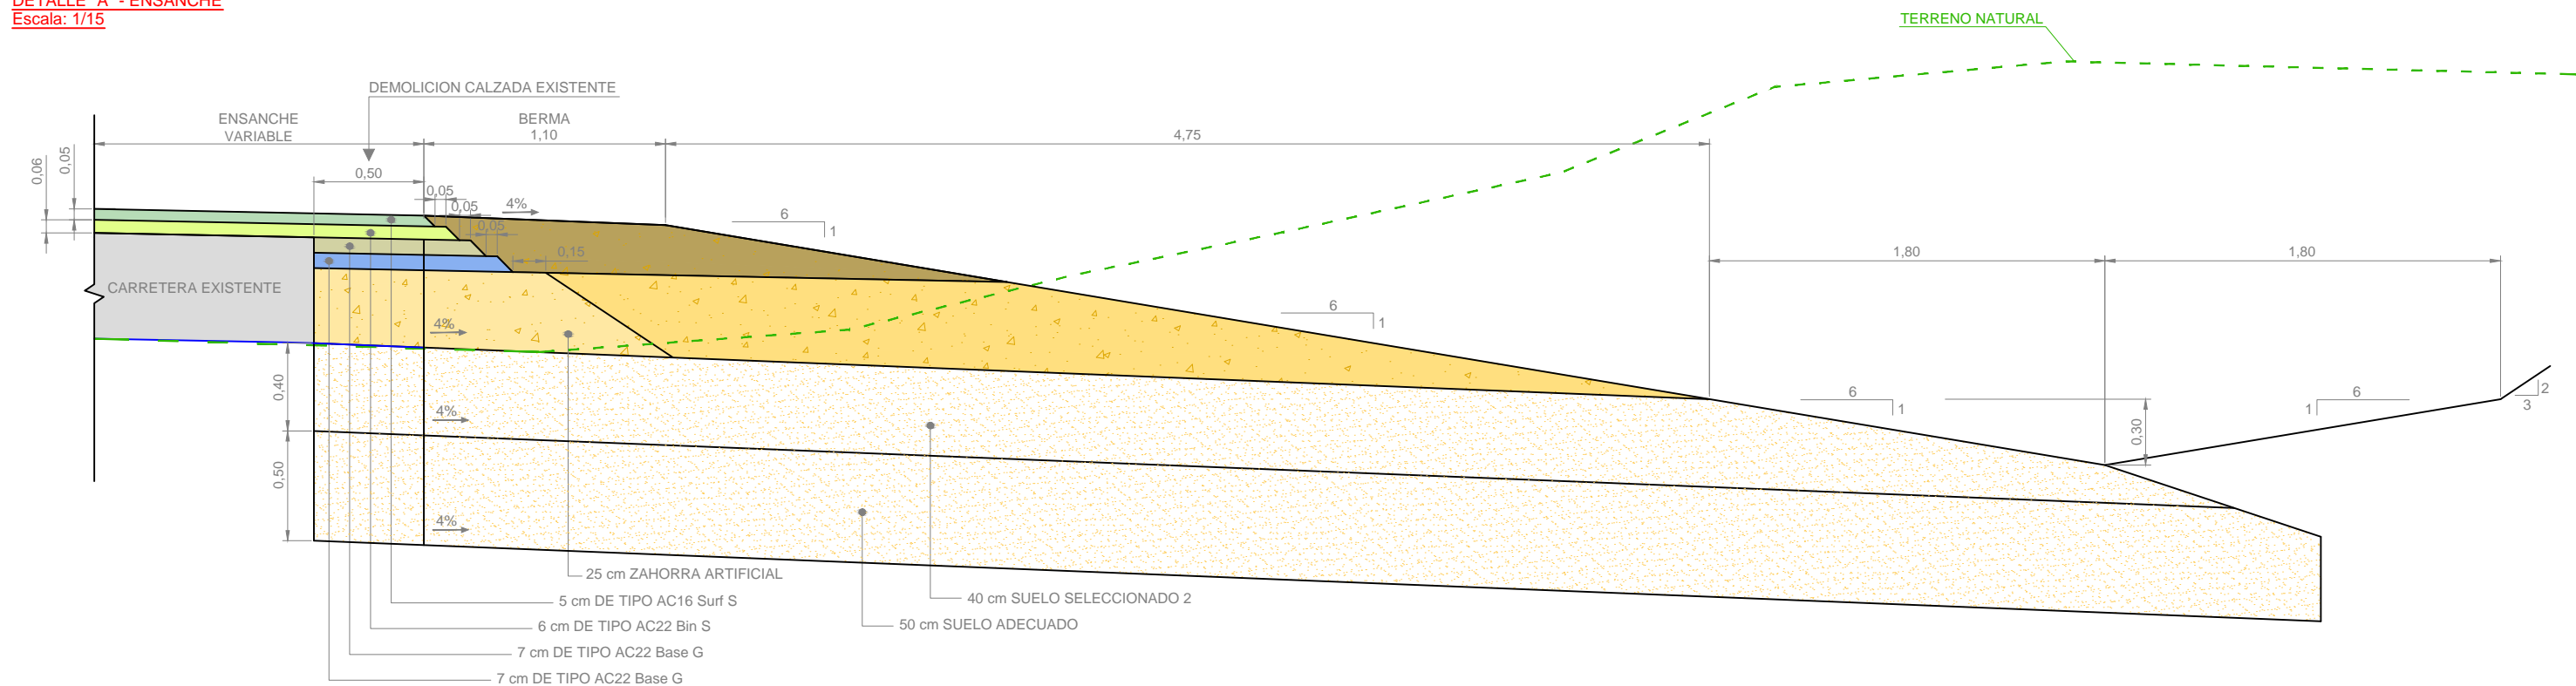 DETALLE "A" - ENSANCHE
Escala: 1/15
TERRENO NATURAL
DEMOLICION CALZADA EXISTENTE
ENSANCHE
VARIABLE
BERMA
1,10
4,75
0,06
0,05
0,50
0,05
0,05
0,05
0,15
4%
6
1
1,80
1,80
CARRETERA EXISTENTE
4%
6
1
0,40
4%
6
1
0,30
6
1
2
3
0,50
4%
25 cm ZAHORRA ARTIFICIAL
5 cm DE TIPO AC16 Surf S
6 cm DE TIPO AC22 Bin S
7 cm DE TIPO AC22 Base G
7 cm DE TIPO AC22 Base G
40 cm SUELO SELECCIONADO 2
50 cm SUELO ADECUADO